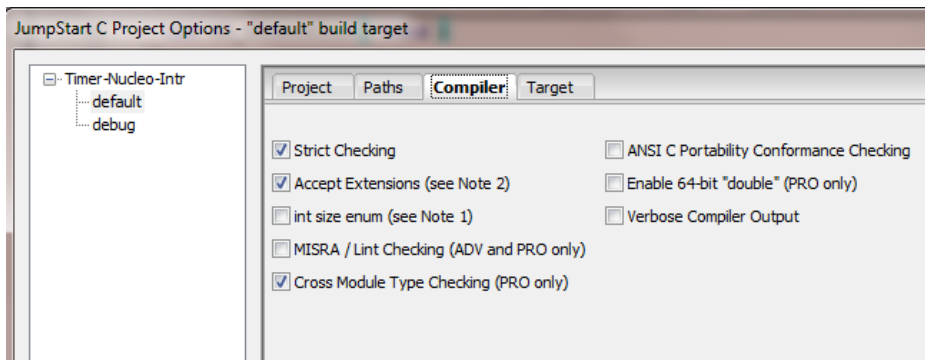 JumpStart C Project Options - "default" build target
Timer-Nucleo-Intr
default
debug
Project Paths Compiler Target
Strict Checking
Accept Extensions (see Note 2)
int size enum (see Note 1)
MISRA / Lint Checking (ADV and PRO only)
Cross Module Type Checking (PRO only)
ANSI C Portability Conformance Checking
Enable 64-bit "double" (PRO only)
Verbose Compiler Output